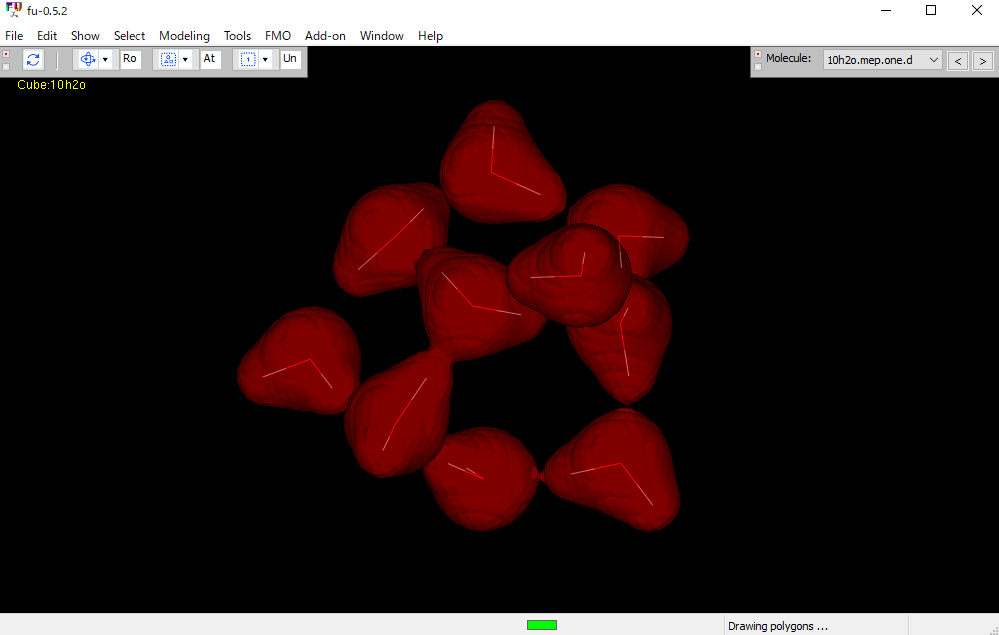 fu-0.5.2
File Edit Show Select Modeling Tools FMO Add-on Window Help
Ro At 1 Un Molecule: 10h2o.mep.one.d < >
Cube:10h2o
Drawing polygons ...